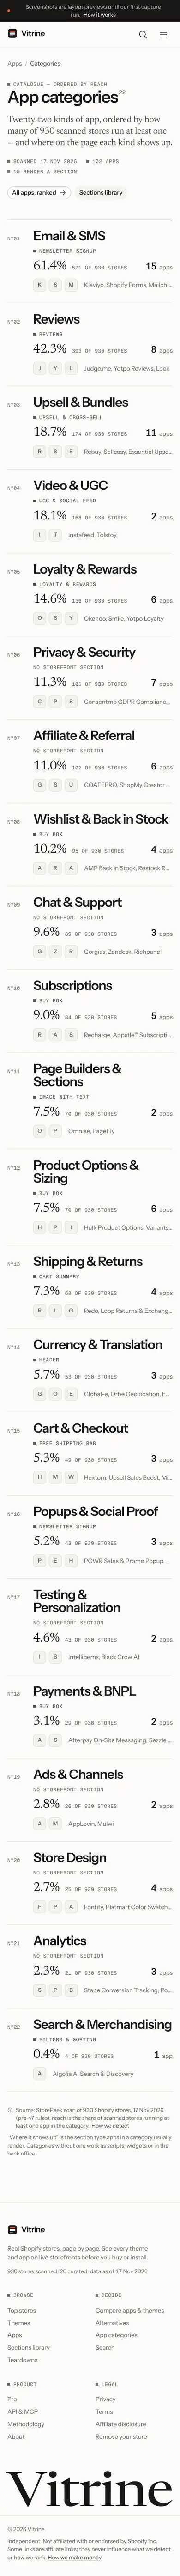 Screenshots are layout previews until our first capture
run. How it works
Vitrine
Apps / Categories
CATALOGUE — ORDERED BY REACH
App categories 22
Twenty-two kinds of app, ordered by how
many of 930 scanned stores run at least one
— and where on the page each kind shows up.
SCANNED 17 NOV 2026 102 APPS
15 RENDER A SECTION
All apps, ranked → Sections library
N°01 Email & SMS
NEWSLETTER SIGNUP
61.4% 571 OF 930 STORES 15 apps
K S M Klaviyo, Shopify Forms, Mailchi…
N°02 Reviews
REVIEWS
42.3% 393 OF 930 STORES 8 apps
J Y L Judge.me, Yotpo Reviews, Loox
N°03 Upsell & Bundles
UPSELL & CROSS-SELL
18.7% 174 OF 930 STORES 11 apps
R S E Rebuy, Selleasy, Essential Upse…
N°04 Video & UGC
UGC & SOCIAL FEED
18.1% 168 OF 930 STORES 2 apps
I T Instafeed, Tolstoy
N°05 Loyalty & Rewards
LOYALTY & REWARDS
14.6% 136 OF 930 STORES 6 apps
O S Y Okendo, Smile, Yotpo Loyalty
N°06 Privacy & Security
NO STOREFRONT SECTION
11.3% 105 OF 930 STORES 7 apps
C P B Consentmo GDPR Complianc…
N°07 Affiliate & Referral
NO STOREFRONT SECTION
11.0% 102 OF 930 STORES 6 apps
G S U GOAFFPRO, ShopMy Creator …
N°08 Wishlist & Back in Stock
BUY BOX
10.2% 95 OF 930 STORES 4 apps
A R A AMP Back in Stock, Restock R…
N°09 Chat & Support
NO STOREFRONT SECTION
9.6% 89 OF 930 STORES 3 apps
G Z R Gorgias, Zendesk, Richpanel
N°10 Subscriptions
BUY BOX
9.0% 84 OF 930 STORES 5 apps
R A S Recharge, Appstle℠ Subscripti…
N°11 Page Builders &
Sections
IMAGE WITH TEXT
7.5% 70 OF 930 STORES 2 apps
O P Omnise, PageFly
N°12 Product Options &
Sizing
BUY BOX
7.5% 70 OF 930 STORES 6 apps
H P I Hulk Product Options, Variants…
N°13 Shipping & Returns
CART SUMMARY
7.3% 68 OF 930 STORES 4 apps
R L G Redo, Loop Returns & Exchang…
N°14 Currency & Translation
HEADER
5.7% 53 OF 930 STORES 3 apps
G O E Global-e, Orbe Geolocation, E…
N°15 Cart & Checkout
FREE SHIPPING BAR
5.3% 49 OF 930 STORES 3 apps
H M W Hextom: Upsell Sales Boost, Mi…
N°16 Popups & Social Proof
NEWSLETTER SIGNUP
5.2% 48 OF 930 STORES 3 apps
P E H POWR Sales & Promo Popup, …
N°17 Testing &
Personalization
NO STOREFRONT SECTION
4.6% 43 OF 930 STORES 2 apps
I B Intelligems, Black Crow AI
N°18 Payments & BNPL
BUY BOX
3.1% 29 OF 930 STORES 2 apps
A S Afterpay On-Site Messaging, Sezzle …
N°19 Ads & Channels
NO STOREFRONT SECTION
2.8% 26 OF 930 STORES 2 apps
A M AppLovin, Mulwi
N°20 Store Design
NO STOREFRONT SECTION
2.7% 25 OF 930 STORES 4 apps
F P A Fontify, Platmart Color Swatch…
N°21 Analytics
NO STOREFRONT SECTION
2.3% 21 OF 930 STORES 3 apps
S P B Stape Conversion Tracking, Po…
N°22 Search & Merchandising
FILTERS & SORTING
0.4% 4 OF 930 STORES 1 app
A Algolia AI Search & Discovery
Source: StorePeek scan of 930 Shopify stores, 17 Nov 2026
(pre-v7 rules): reach is the share of scanned stores running at
least one app in the category. How we detect
"Where it shows up" is the section type apps in a category usually
render. Categories without one work as scripts, widgets or in the
back office.
Vitrine
Real Shopify stores, page by page. See every theme
and app on live storefronts before you buy or install.
930 stores scanned · 20 curated · data as of 17 Nov 2026
BROWSE
Top stores
Themes
Apps
Sections library
Teardowns
DECIDE
Compare apps & themes
Alternatives
App categories
Search
PRODUCT
Pro
API & MCP
Methodology
About
LEGAL
Privacy
Terms
Affiliate disclosure
Remove your store
Vitrine
© 2026 Vitrine
Independent. Not affiliated with or endorsed by Shopify Inc.
Some links are affiliate links; they never influence what we detect
or how we rank. How we make money